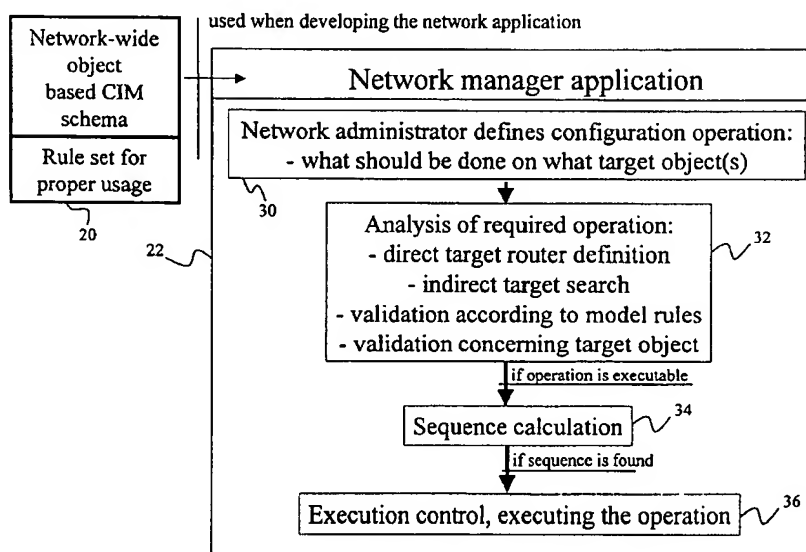 used when developing the network application
Network-wide
object
based CIM
schema
Rule set for
proper usage
20
22
Network manager application
Network administrator defines configuration operation:
- what should be done on what target object(s)
30
Analysis of required operation:
- direct target router definition
- indirect target search
- validation according to model rules
- validation concerning target object
32
if operation is executable
Sequence calculation
34
if sequence is found
Execution control, executing the operation
36